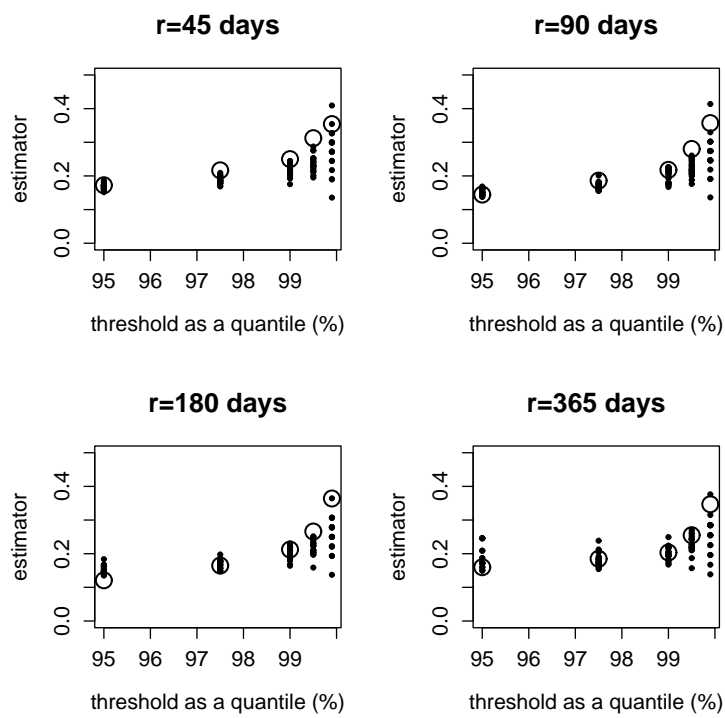 r=45 days
estimator
0.0 0.2 0.4
95 96 97 98 99
threshold as a quantile (%)
r=90 days
estimator
0.0 0.2 0.4
95 96 97 98 99
threshold as a quantile (%)
r=180 days
estimator
0.0 0.2 0.4
95 96 97 98 99
threshold as a quantile (%)
r=365 days
estimator
0.0 0.2 0.4
95 96 97 98 99
threshold as a quantile (%)